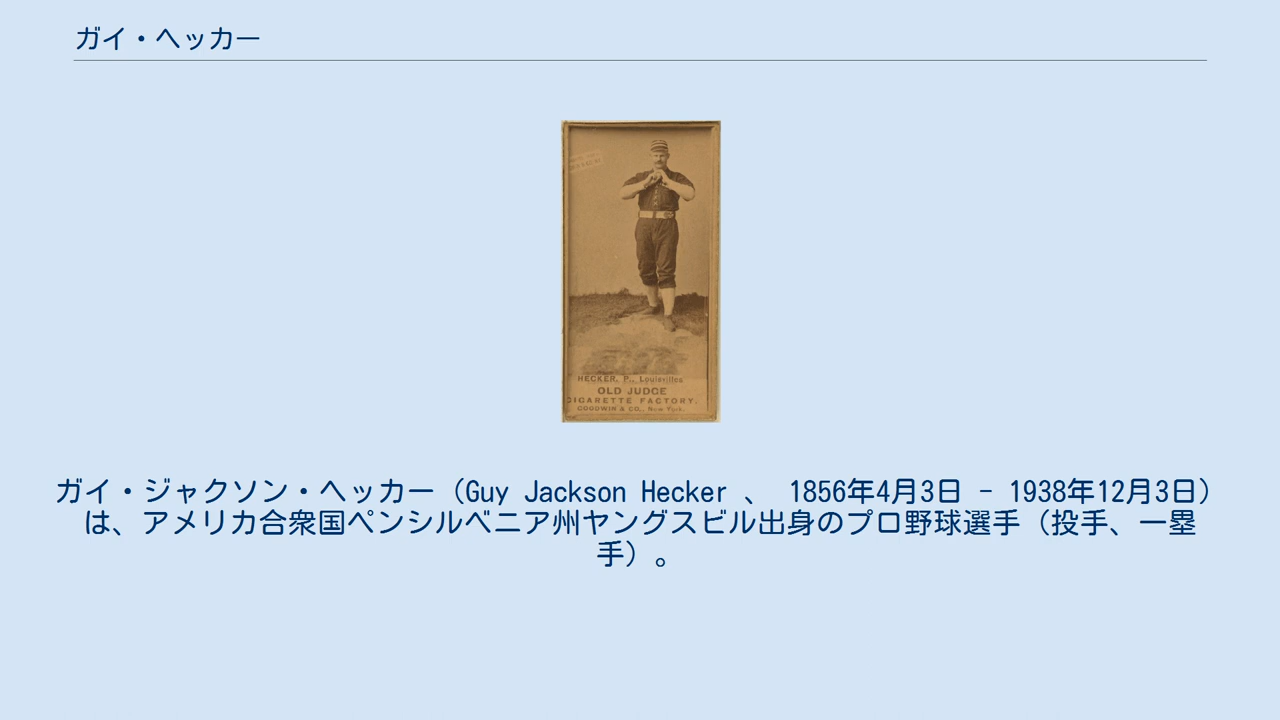 ガイ・ヘッカー
HECKER, P., Louisvilles
OLD JUDGE
CIGARETTE FACTORY.
GOODWIN & CO., New York.
ガイ・ジャクソン・ヘッカー（Guy Jackson Hecker 、 1856年4月3日 - 1938年12月3日）
は、アメリカ合衆国ペンシルベニア州ヤングスビル出身のプロ野球選手（投手、一塁
手）。